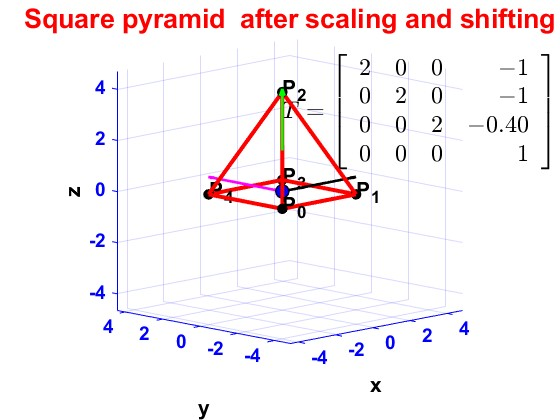 Square pyramid after scaling and shifting
T = [ 2 0 0 −1
0 2 0 −1
0 0 2 −0.40
0 0 0 1 ]
P2
P3
P4
P0
P1
4
2
0
-2
-4
z
4
2
0
-2
-4
y
-4
-2
0
2
4
x